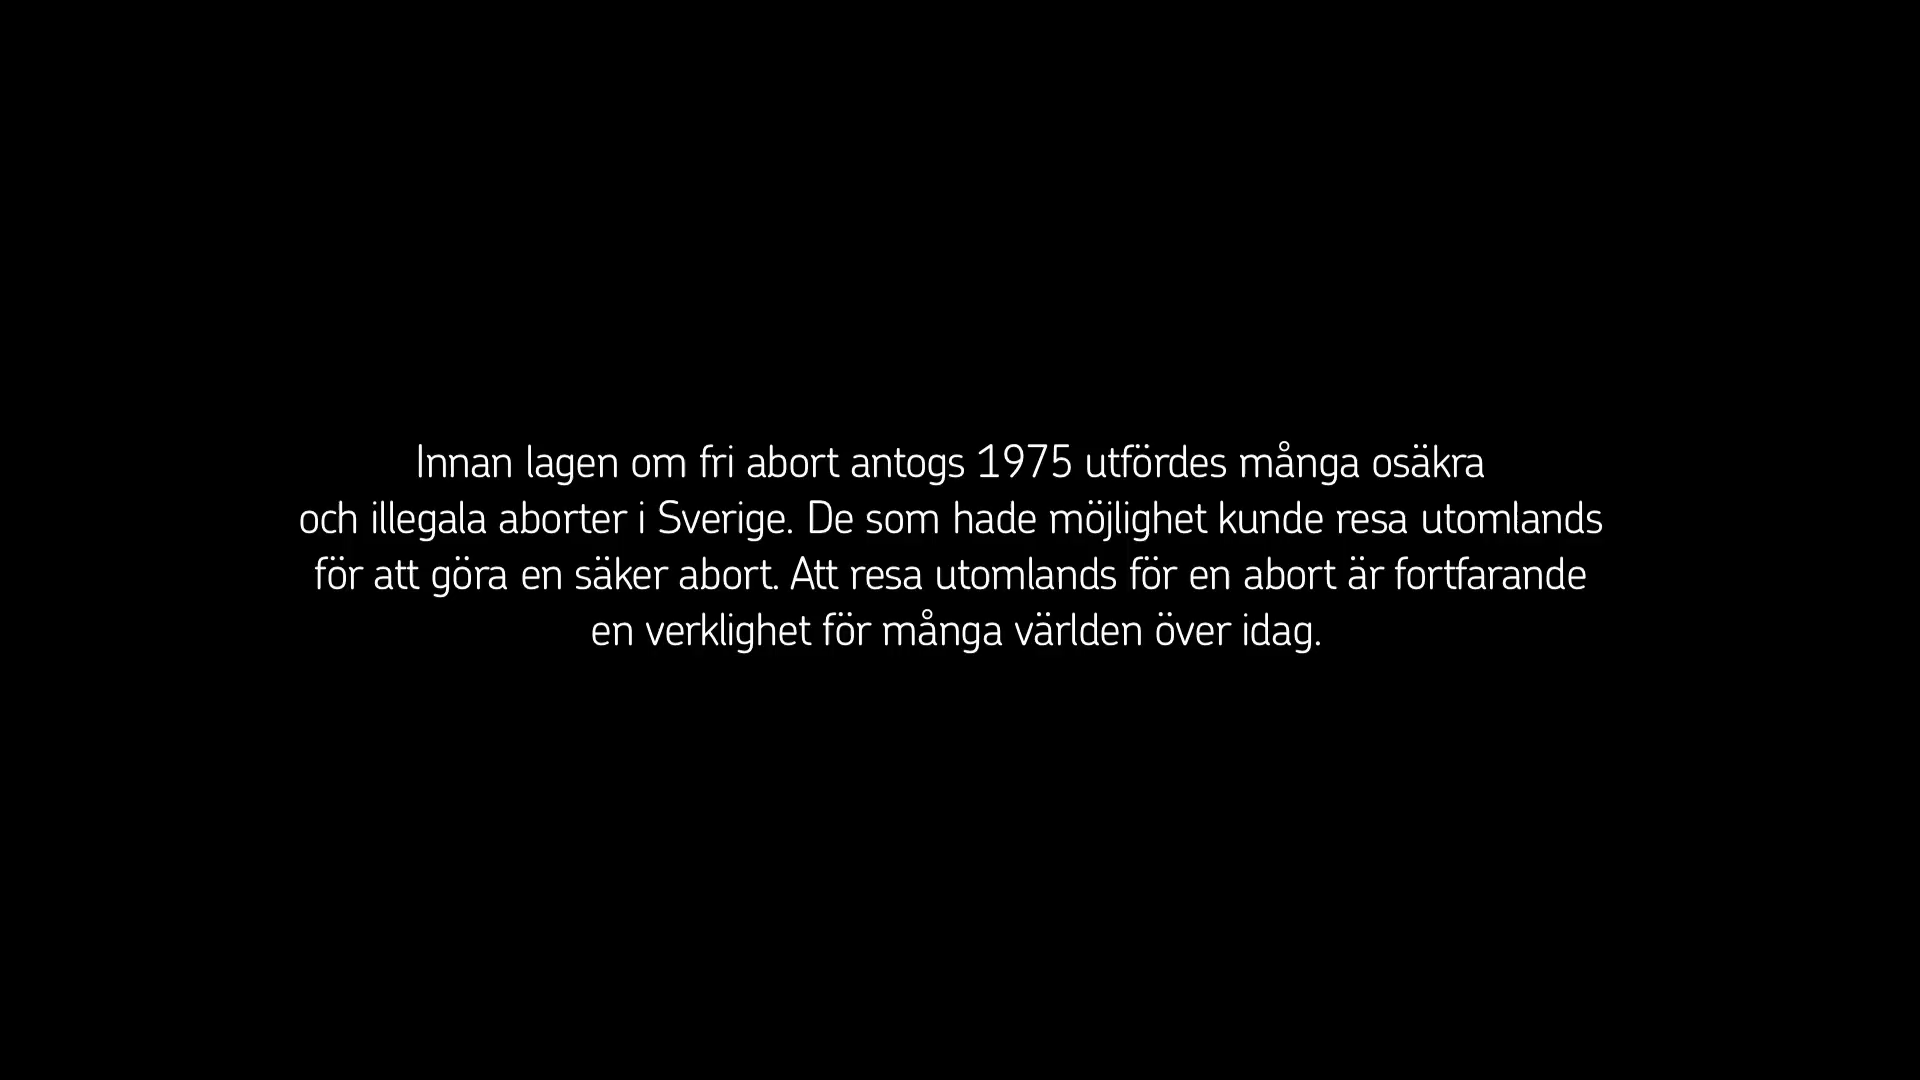 Innan lagen om fri abort antogs 1975 utfördes många osäkra
och illegala aborter i Sverige. De som hade möjlighet kunde resa utomlands
för att göra en säker abort. Att resa utomlands för en abort är fortfarande
en verklighet för många världen över idag.